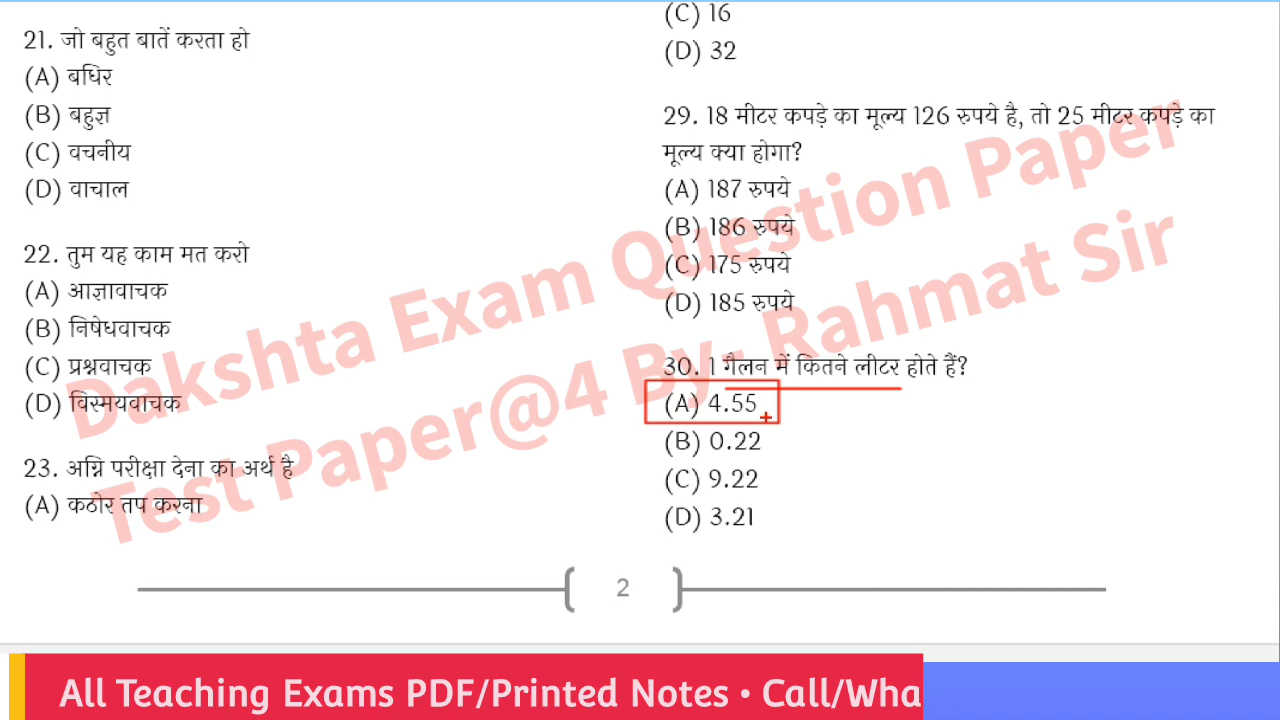 21. जो बहुत बातें करता हो
(A) बधिर
(B) बहुज्ञ
(C) वचनीय
(D) वाचाल
22. तुम यह काम मत करो
(A) आज्ञावाचक
(B) निषेधवाचक
(C) प्रश्नवाचक
(D) विस्मयवाचक
23. अग्नि परीक्षा देना का अर्थ है
(A) कठोर तप करना
(C) 16
(D) 32
29. 18 मीटर कपड़े का मूल्य 126 रुपये है, तो 25 मीटर कपड़े का
मूल्य क्या होगा?
(A) 187 रुपये
(B) 186 रुपये
(C) 175 रुपये
(D) 185 रुपये
30. 1 गैलन में कितने लीटर होते हैं?
(A) 4.55
(B) 0.22
(C) 9.22
(D) 3.21
Dakshta Exam Question Paper
Test Paper@4 By- Rahmat Sir
2
All Teaching Exams PDF/Printed Notes • Call/Wha